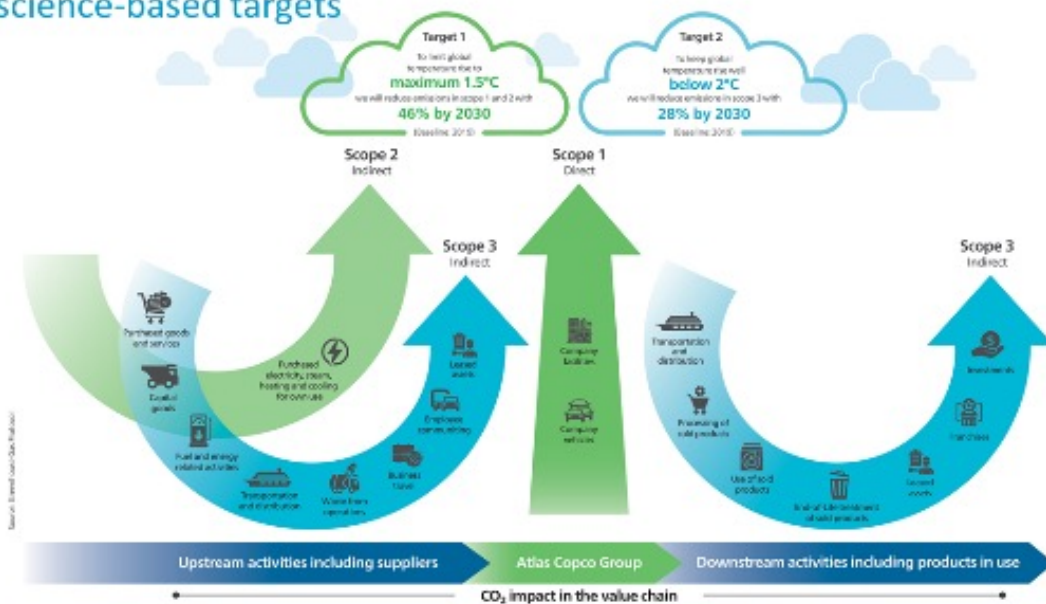 science-based targets
Target 1
To limit global
temperature rise to
maximum 1.5°C
we will reduce emissions in scope 1 and 2 with
46% by 2030
(Baseline 2019)
Target 2
To keep global
temperature rise well
below 2°C
we will reduce emissions in scope 3 with
28% by 2030
(Baseline 2019)
Scope 2
Indirect
Scope 1
Direct
Scope 3
Indirect
Scope 3
Indirect
Purchased goods
and services
Capital
goods
Fuel and energy
related activities
Transportation
and distribution
Waste from
operations
Business
travel
Employee
commuting
Leased
assets
Purchased
electricity, steam,
heating and cooling
for own use
Company
facilities
Company
vehicles
Transportation
and
distribution
Processing of
sold products
Use of sold
products
End-of-Life treatment
of sold products
Leased
assets
Franchises
Investments
Upstream activities including suppliers
Atlas Copco Group
Downstream activities including products in use
CO₂ impact in the value chain